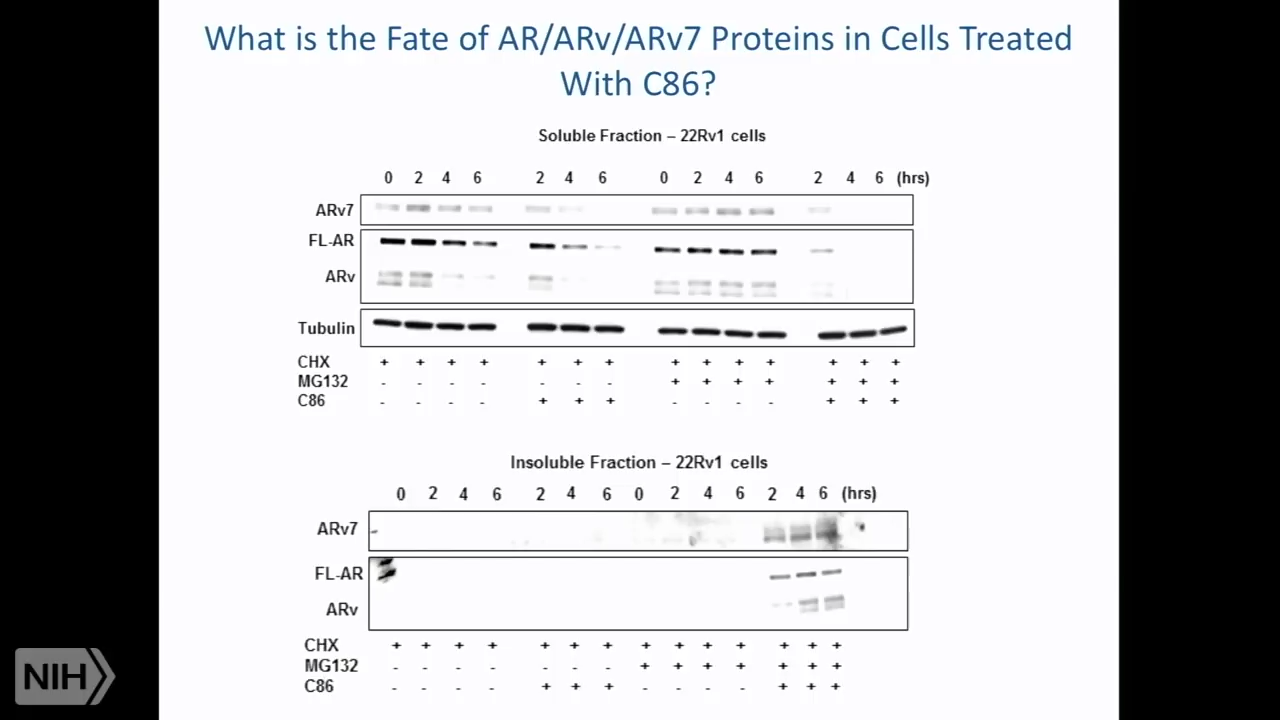 What is the Fate of AR/ARv/ARv7 Proteins in Cells Treated
With C86?
Soluble Fraction – 22Rv1 cells
0 2 4 6 2 4 6 0 2 4 6 2 4 6 (hrs)
ARv7
FL-AR
ARv
Tubulin
CHX + + + + + + + + + + + + + +
MG132 - - - - - - - + + + + + + +
C86 - - - - + + + - - - - + + +
Insoluble Fraction – 22Rv1 cells
0 2 4 6 2 4 6 0 2 4 6 2 4 6 (hrs)
ARv7
FL-AR
ARv
CHX + + + + + + + + + + + + + +
MG132 - - - - - - - + + + + + + +
C86 - - - - + + + - - - - + + +
NIH